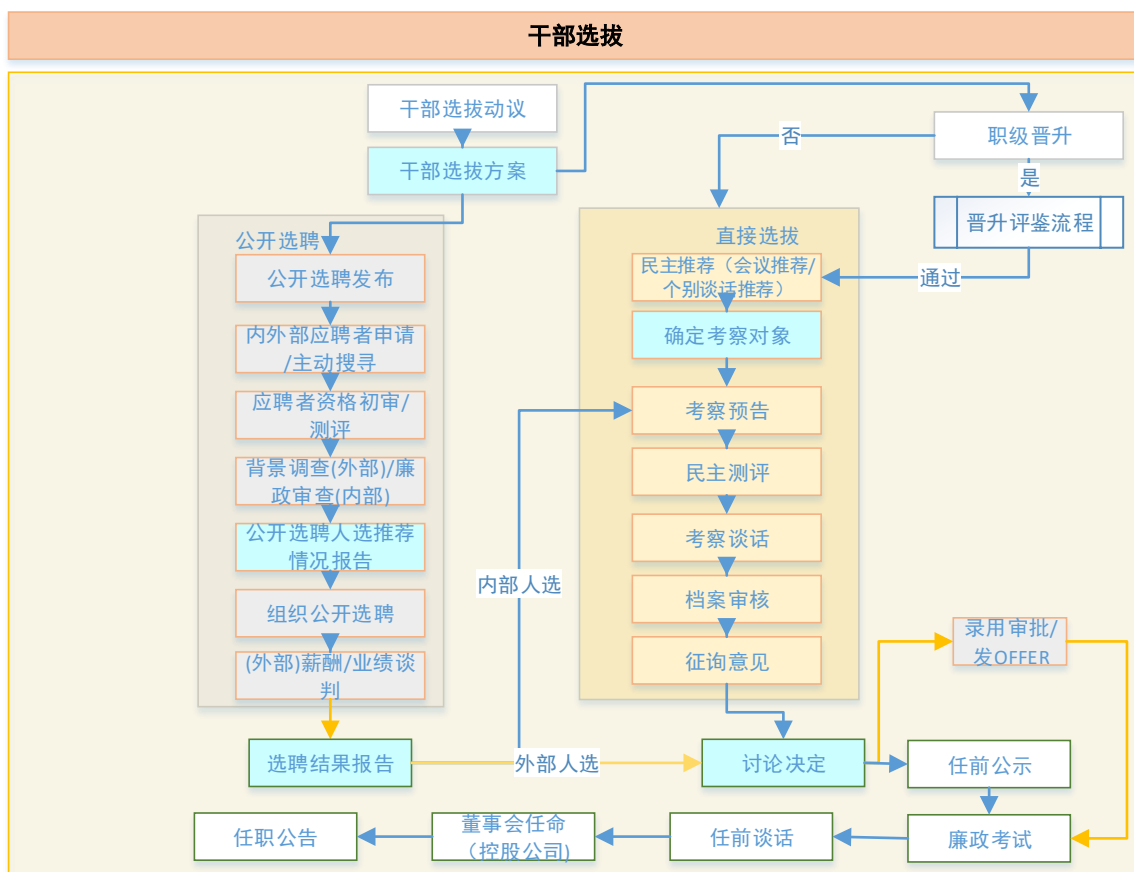 干部选拔
干部选拔动议
干部选拔方案
职级晋升
否
是
晋升评鉴流程
通过
公开选聘
公开选聘发布
内外部应聘者申请
/主动搜寻
应聘者资格初审/
测评
背景调查(外部)/廉
政审查(内部)
公开选聘人选推荐
情况报告
组织公开选聘
(外部)薪酬/业绩谈
判
选聘结果报告
内部人选
外部人选
直接选拔
民主推荐（会议推荐/
个别谈话推荐）
确定考察对象
考察预告
民主测评
考察谈话
档案审核
征询意见
讨论决定
录用审批/
发OFFER
任前公示
廉政考试
任前谈话
董事会任命
（控股公司)
任职公告